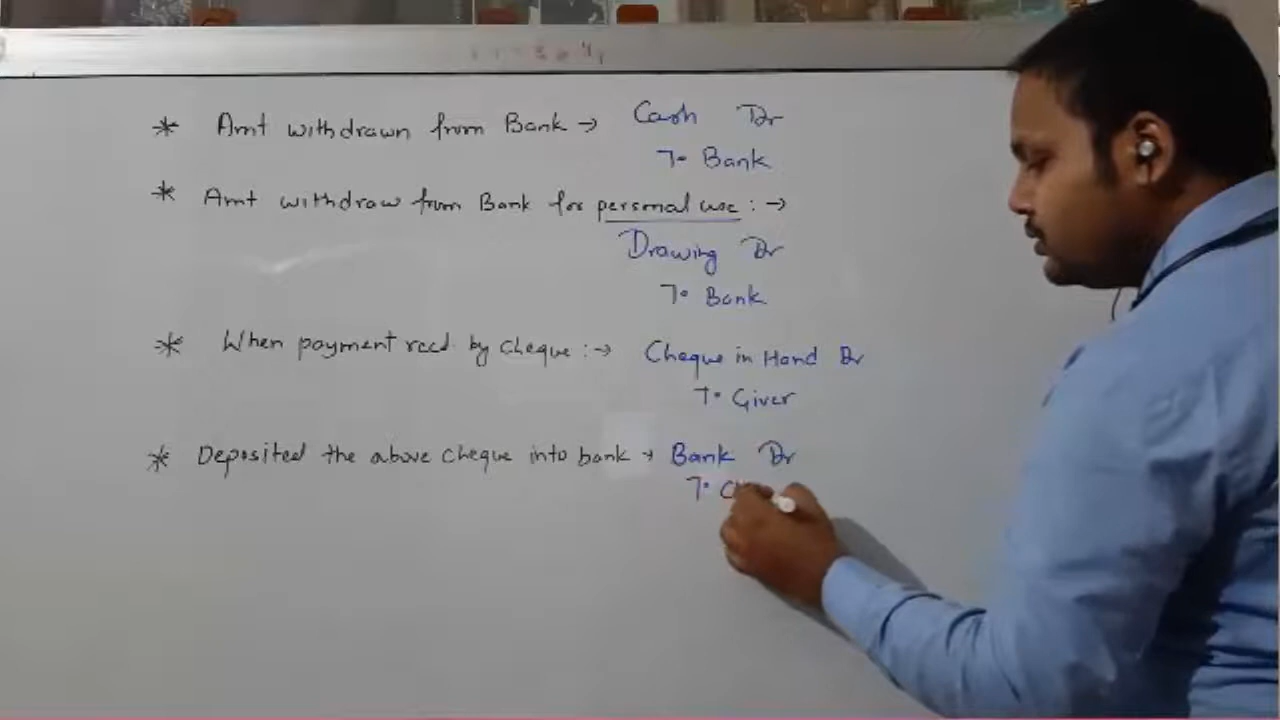 * Amt withdrawn from Bank → Cash Dr
To Bank
* Amt withdraw from Bank for personal use : →
Drawing Dr
To Bank
* When payment recd. by cheque : → Cheque in Hand Dr
To Giver
* Deposited the above cheque into bank → Bank Dr
To